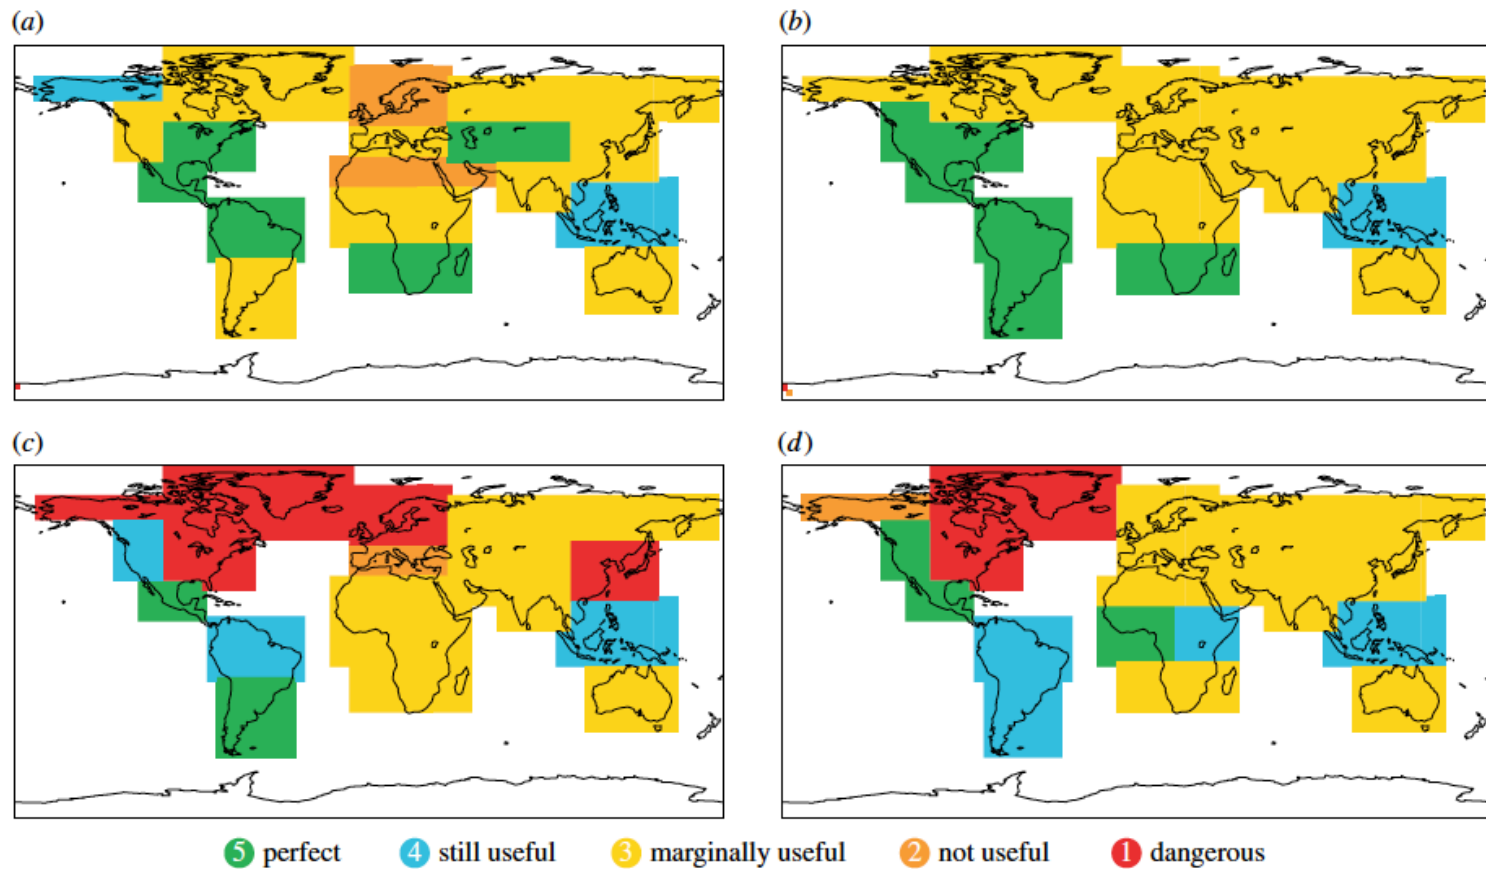 (a) (b)
(c) (d)
5 perfect 4 still useful 3 marginally useful 2 not useful 1 dangerous